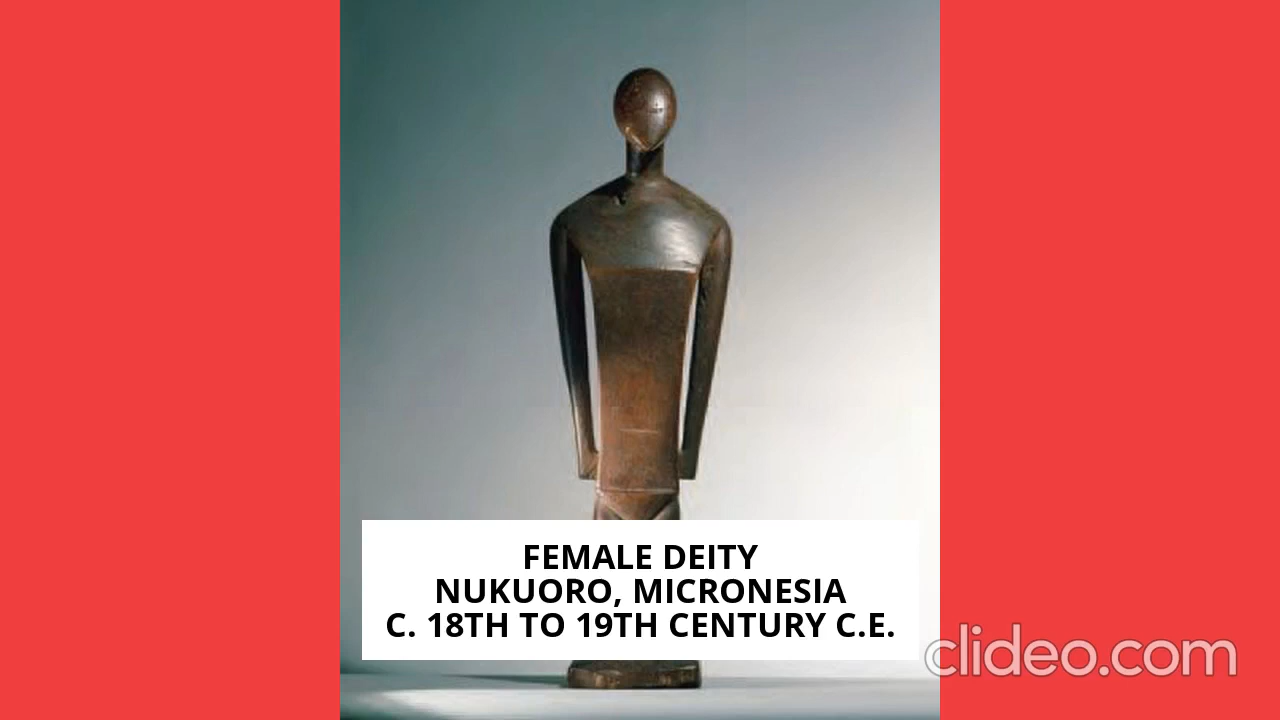 FEMALE DEITY
NUKUORO, MICRONESIA
C. 18TH TO 19TH CENTURY C.E.
clideo.com